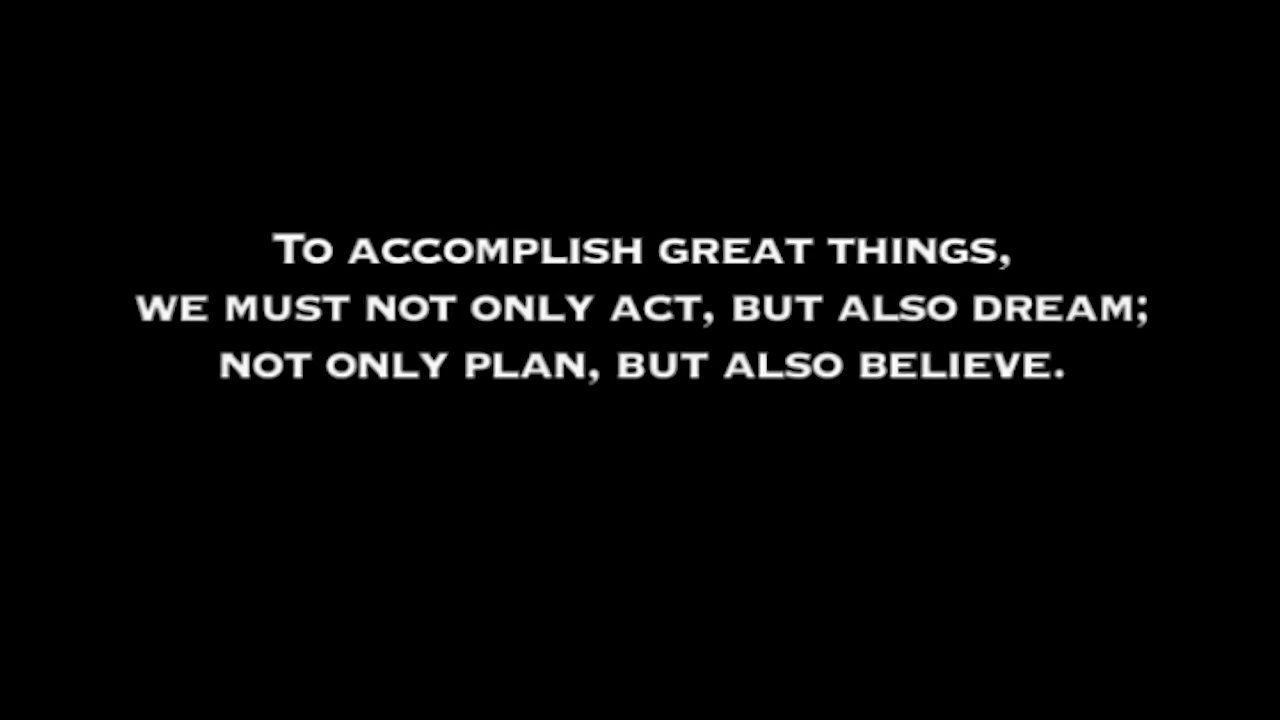 To accomplish great things,
we must not only act, but also dream;
not only plan, but also believe.